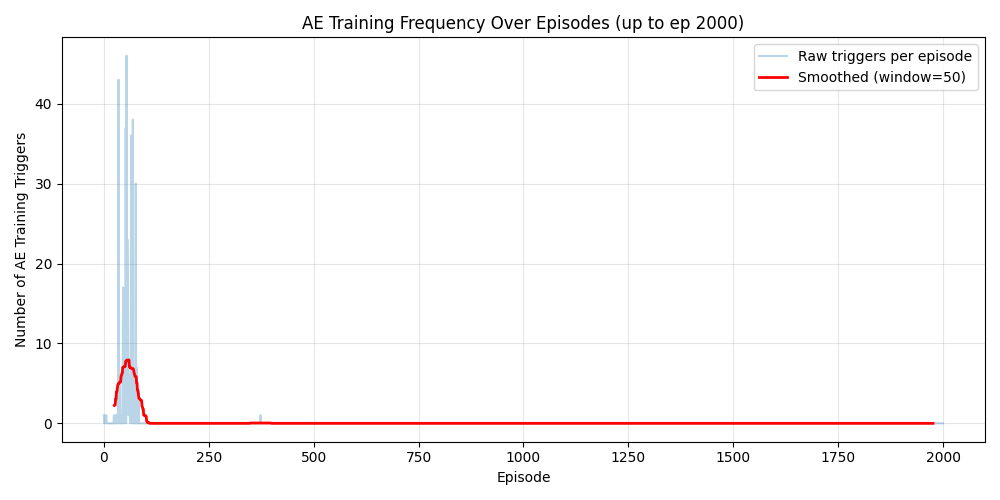 AE Training Frequency Over Episodes (up to ep 2000)
Raw triggers per episode
Smoothed (window=50)
Number of AE Training Triggers
40
30
20
10
0
0 250 500 750 1000 1250 1500 1750 2000
Episode